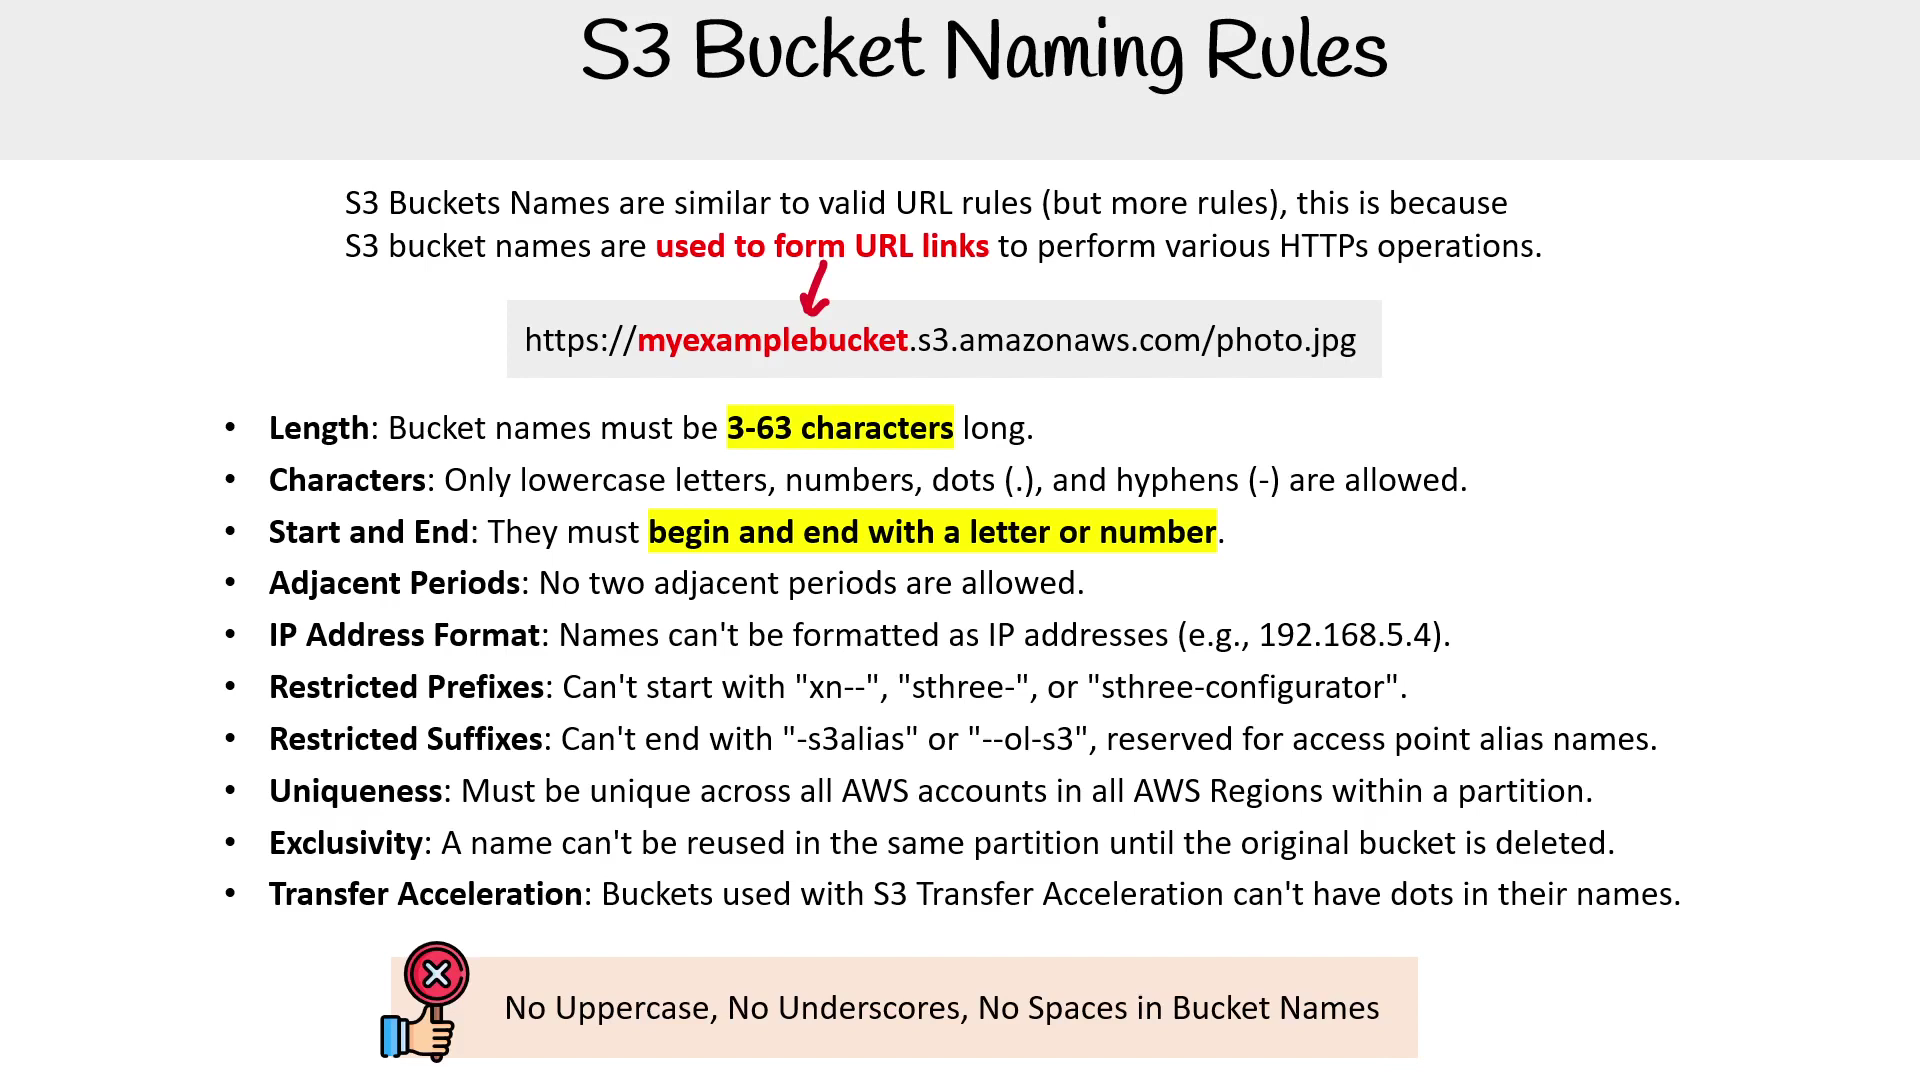 S3 Bucket Naming Rules
S3 Buckets Names are similar to valid URL rules (but more rules), this is because
S3 bucket names are used to form URL links to perform various HTTPs operations.
https://myexamplebucket.s3.amazonaws.com/photo.jpg
• Length: Bucket names must be 3-63 characters long.
• Characters: Only lowercase letters, numbers, dots (.), and hyphens (-) are allowed.
• Start and End: They must begin and end with a letter or number.
• Adjacent Periods: No two adjacent periods are allowed.
• IP Address Format: Names can't be formatted as IP addresses (e.g., 192.168.5.4).
• Restricted Prefixes: Can't start with "xn--", "sthree-", or "sthree-configurator".
• Restricted Suffixes: Can't end with "-s3alias" or "--ol-s3", reserved for access point alias names.
• Uniqueness: Must be unique across all AWS accounts in all AWS Regions within a partition.
• Exclusivity: A name can't be reused in the same partition until the original bucket is deleted.
• Transfer Acceleration: Buckets used with S3 Transfer Acceleration can't have dots in their names.
No Uppercase, No Underscores, No Spaces in Bucket Names